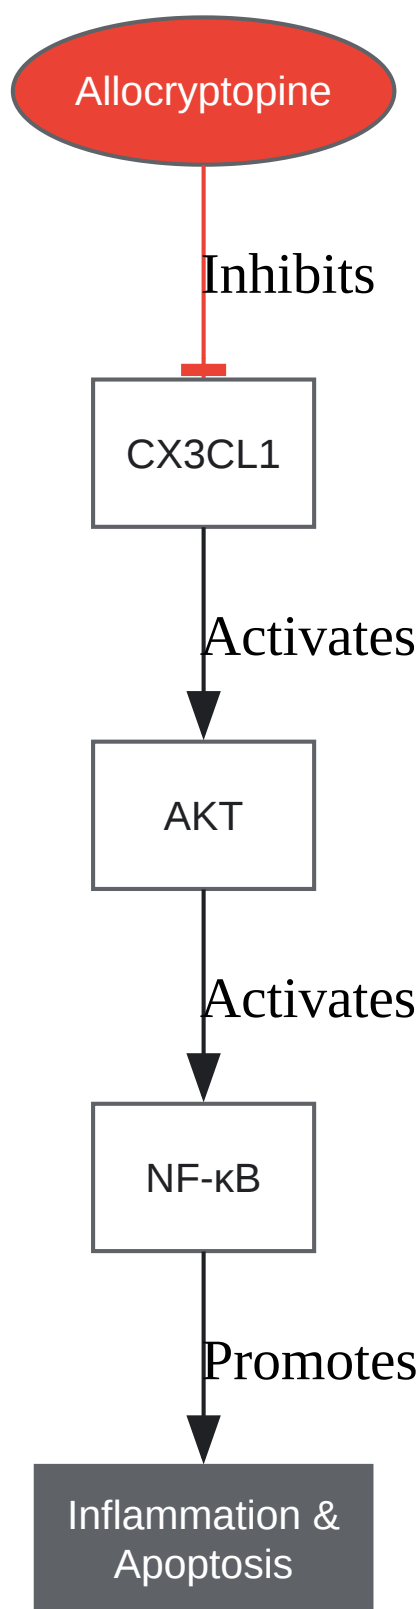 Allocryptopine
Inhibits
CX3CL1
Activates
AKT
Activates
NF-κB
Promotes
Inflammation &
Apoptosis